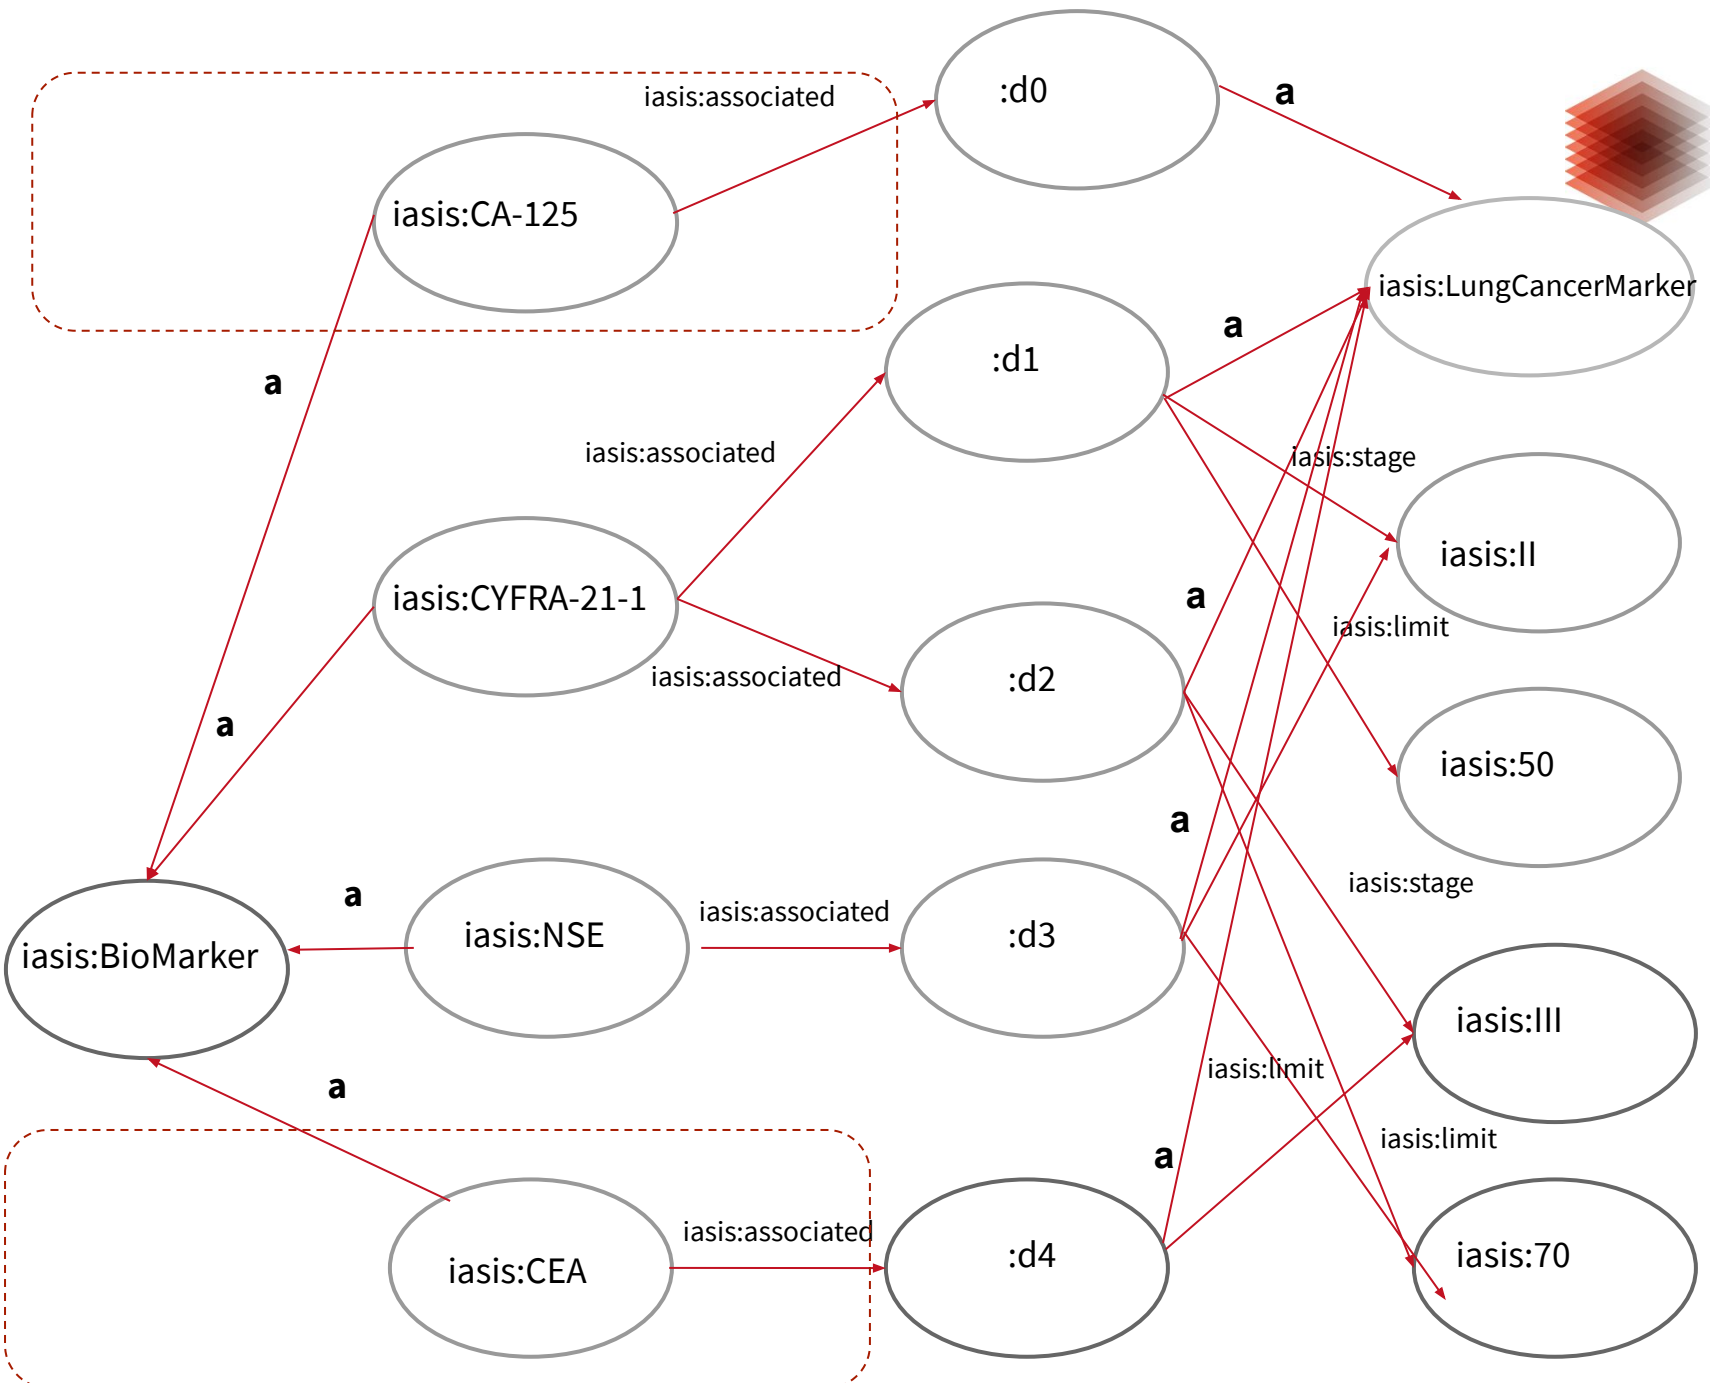 :d0
a
iasis:associated
iasis:CA-125
iasis:LungCancerMarker
a
:d1
a
iasis:associated
iasis:stage
iasis:II
iasis:CYFRA-21-1
a
iasis:limit
iasis:associated
:d2
a
iasis:50
a
iasis:stage
a
iasis:associated
iasis:NSE
:d3
iasis:BioMarker
iasis:III
iasis:limit
a
iasis:limit
a
iasis:associated
iasis:CEA
:d4
iasis:70